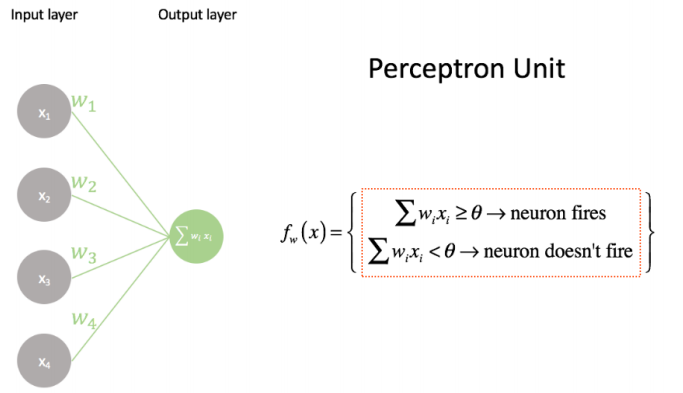 Input layer
Output layer
Perceptron Unit
x₁
w₁
x₂
w₂
x₃
w₃
x₄
w₄
∑ wᵢ xᵢ
f_w(x) = { ∑wᵢxᵢ ≥ θ → neuron fires
∑wᵢxᵢ < θ → neuron doesn't fire }